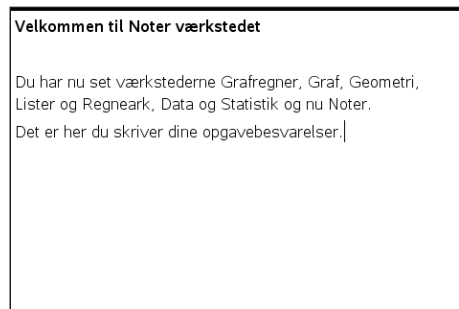 Velkommen til Noter værkstedet
Du har nu set værkstederne Grafregner, Graf, Geometri,
Lister og Regneark, Data og Statistik og nu Noter.
Det er her du skriver dine opgavebesvarelser.